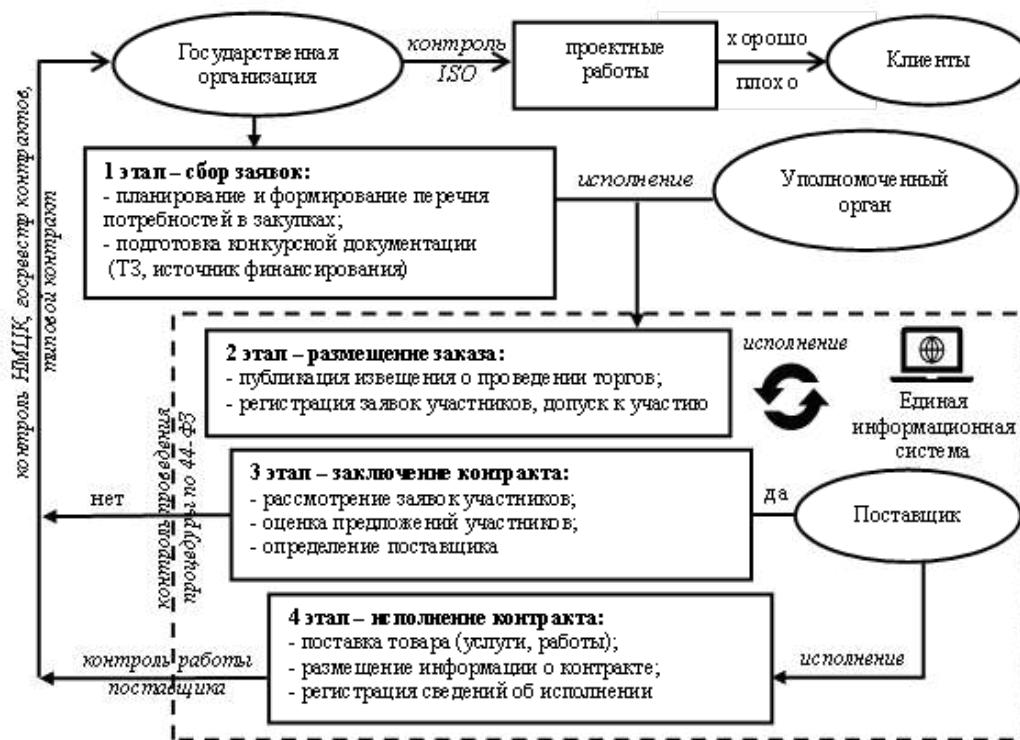 Государственная
организация
контроль
ISO
проектные
работы
хорошо
плохо
Клиенты
1 этап – сбор заявок:
- планирование и формирование перечня
потребностей в закупках;
- подготовка конкурсной документации
(ТЗ, источник финансирования)
исполнение
Уполномоченный
орган
контроль НМЦК, госреестр контрактов,
типовой контракт
2 этап – размещение заказа:
- публикация извещения о проведении торгов;
- регистрация заявок участников, допуск к участию
исполнение
Единая
информационная
система
контроль проведения
процедуры по 44-ФЗ
3 этап – заключение контракта:
- рассмотрение заявок участников;
- оценка предложений участников;
- определение поставщика
нет
да
Поставщик
4 этап – исполнение контракта:
- поставка товара (услуги, работы);
- размещение информации о контракте;
- регистрация сведений об исполнении
контроль работы
поставщика
исполнение